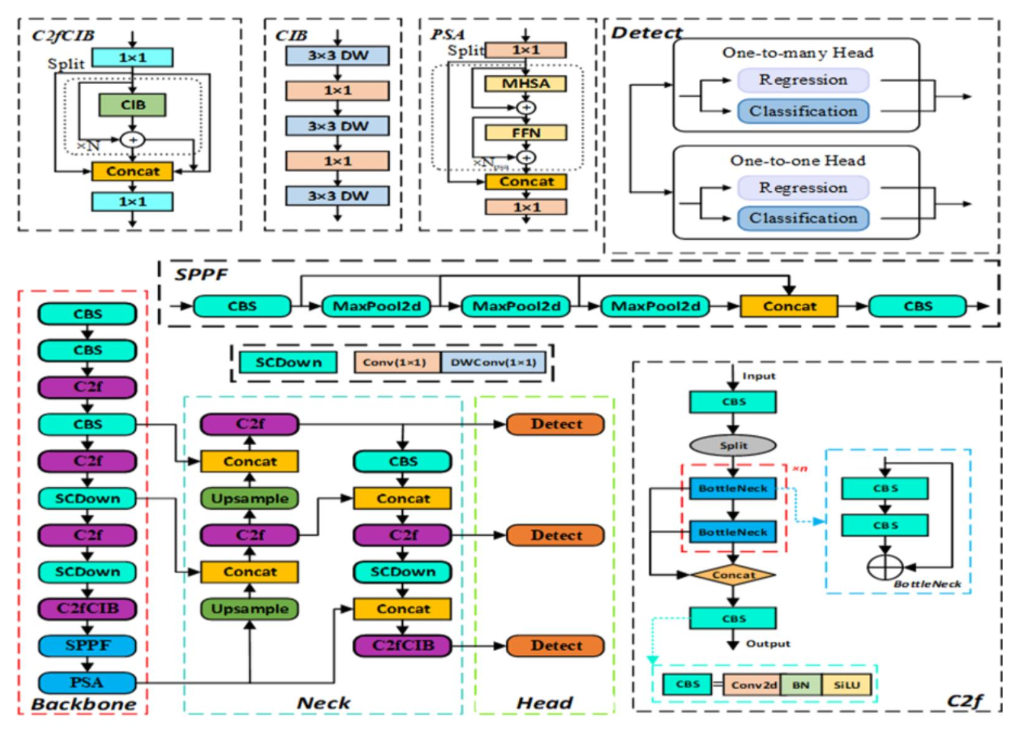 C2fCIB
Split
1×1
CIB
×N
Concat
1×1
CIB
3×3 DW
1×1
3×3 DW
1×1
3×3 DW
PSA
Split
1×1
MHSA
FFN
Concat
1×1
Detect
One-to-many Head
Regression
Classification
One-to-one Head
Regression
Classification
SPPF
CBS
MaxPool2d
MaxPool2d
MaxPool2d
Concat
CBS
SCDown
Conv(1×1)
DWConv(1×1)
CBS
CBS
C2f
CBS
C2f
SCDown
C2f
SCDown
C2fCIB
SPPF
PSA
Backbone
C2f
Concat
Upsample
C2f
Concat
Upsample
CBS
Concat
C2f
SCDown
Concat
C2fCIB
Neck
Detect
Detect
Detect
Head
Input
CBS
Split
×n
BottleNeck
BottleNeck
Concat
CBS
Output
CBS
CBS
BottleNeck
CBS
=
Conv2d
BN
SiLU
C2f